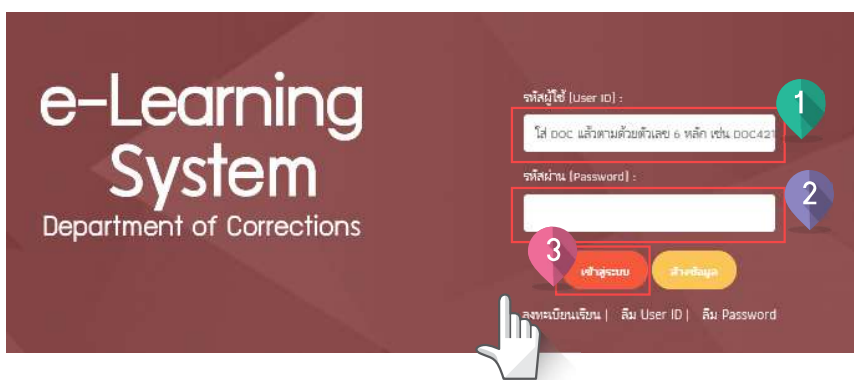 e-Learning
System
Department of Corrections
รหัสผู้ใช้ (User ID) :
1
ใส่ DOC แล้วตามด้วยตัวเลข 6 หลัก เช่น DOC421
รหัสผ่าน (Password) :
2
3
เข้าสู่ระบบ ล้างข้อมูล
ลงทะเบียนเรียน | ลืม User ID | ลืม Password